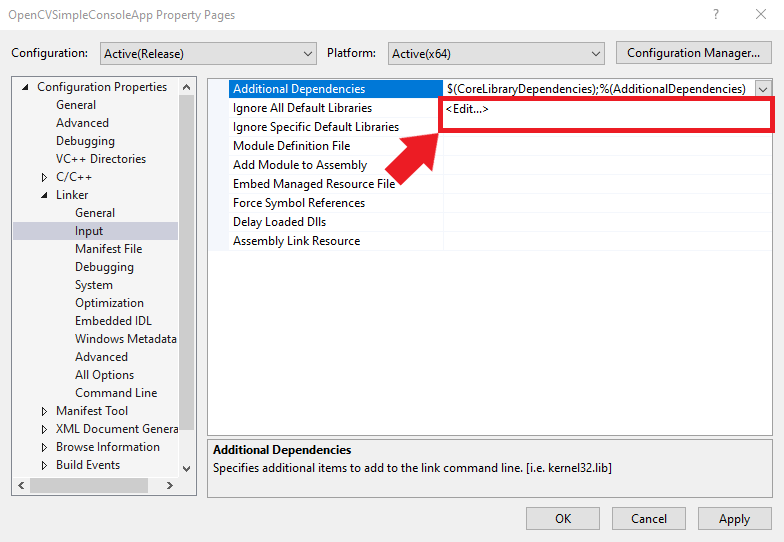 OpenCVSimpleConsoleApp Property Pages
Configuration: Active(Release) Platform: Active(x64) Configuration Manager...
Configuration Properties
General
Advanced
Debugging
VC++ Directories
C/C++
Linker
General
Input
Manifest File
Debugging
System
Optimization
Embedded IDL
Windows Metadata
Advanced
All Options
Command Line
Manifest Tool
XML Document Genera
Browse Information
Build Events
Additional Dependencies $(CoreLibraryDependencies);%(AdditionalDependencies)
Ignore All Default Libraries <Edit...>
Ignore Specific Default Libraries
Module Definition File
Add Module to Assembly
Embed Managed Resource File
Force Symbol References
Delay Loaded Dlls
Assembly Link Resource
Additional Dependencies
Specifies additional items to add to the link command line. [i.e. kernel32.lib]
OK Cancel Apply